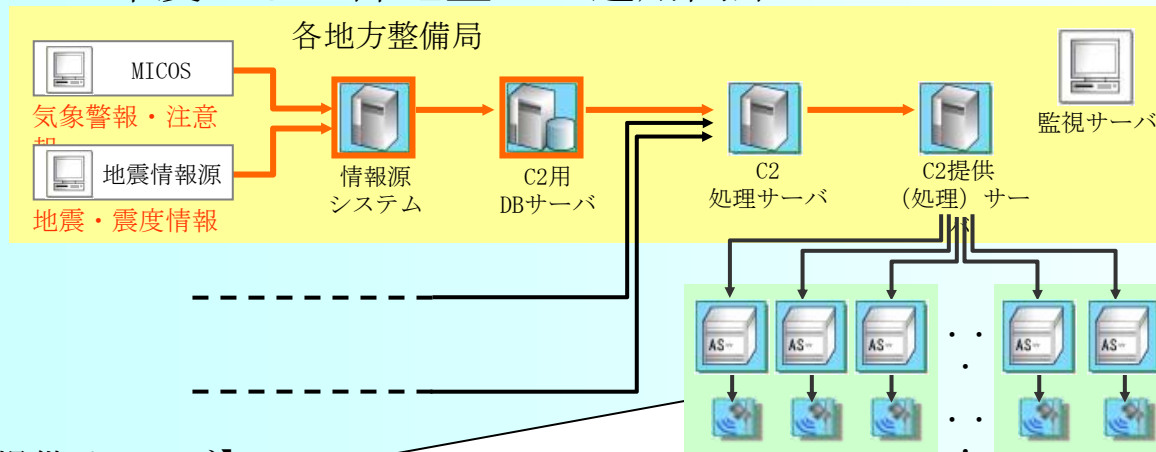 各地方整備局
MICOS
気象警報・注意
報
地震情報源
地震・震度情報
情報源
システム
C2用
DBサーバ
C2
処理サーバ
C2提供
（処理）サー
バ
監視サーバ
AS
AS
AS
AS
AS